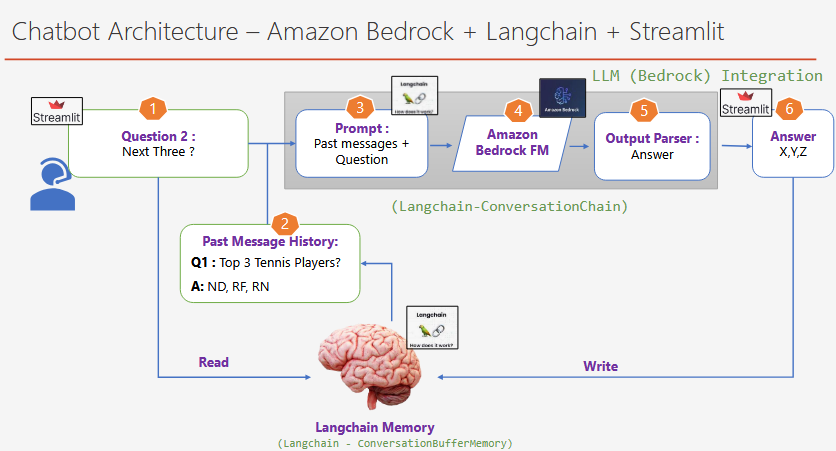 Chatbot Architecture – Amazon Bedrock + Langchain + Streamlit
LLM (Bedrock) Integration
Streamlit
1
Question 2 :
Next Three ?
Langchain
How does it work?
3
Prompt :
Past messages +
Question
Amazon Bedrock
4
Amazon
Bedrock FM
5
Output Parser :
Answer
Streamlit
6
Answer
X,Y,Z
(Langchain-ConversationChain)
2
Past Message History:
Q1 : Top 3 Tennis Players?
A: ND, RF, RN
Langchain
How does it work?
Read
Write
Langchain Memory
(Langchain - ConversationBufferMemory)